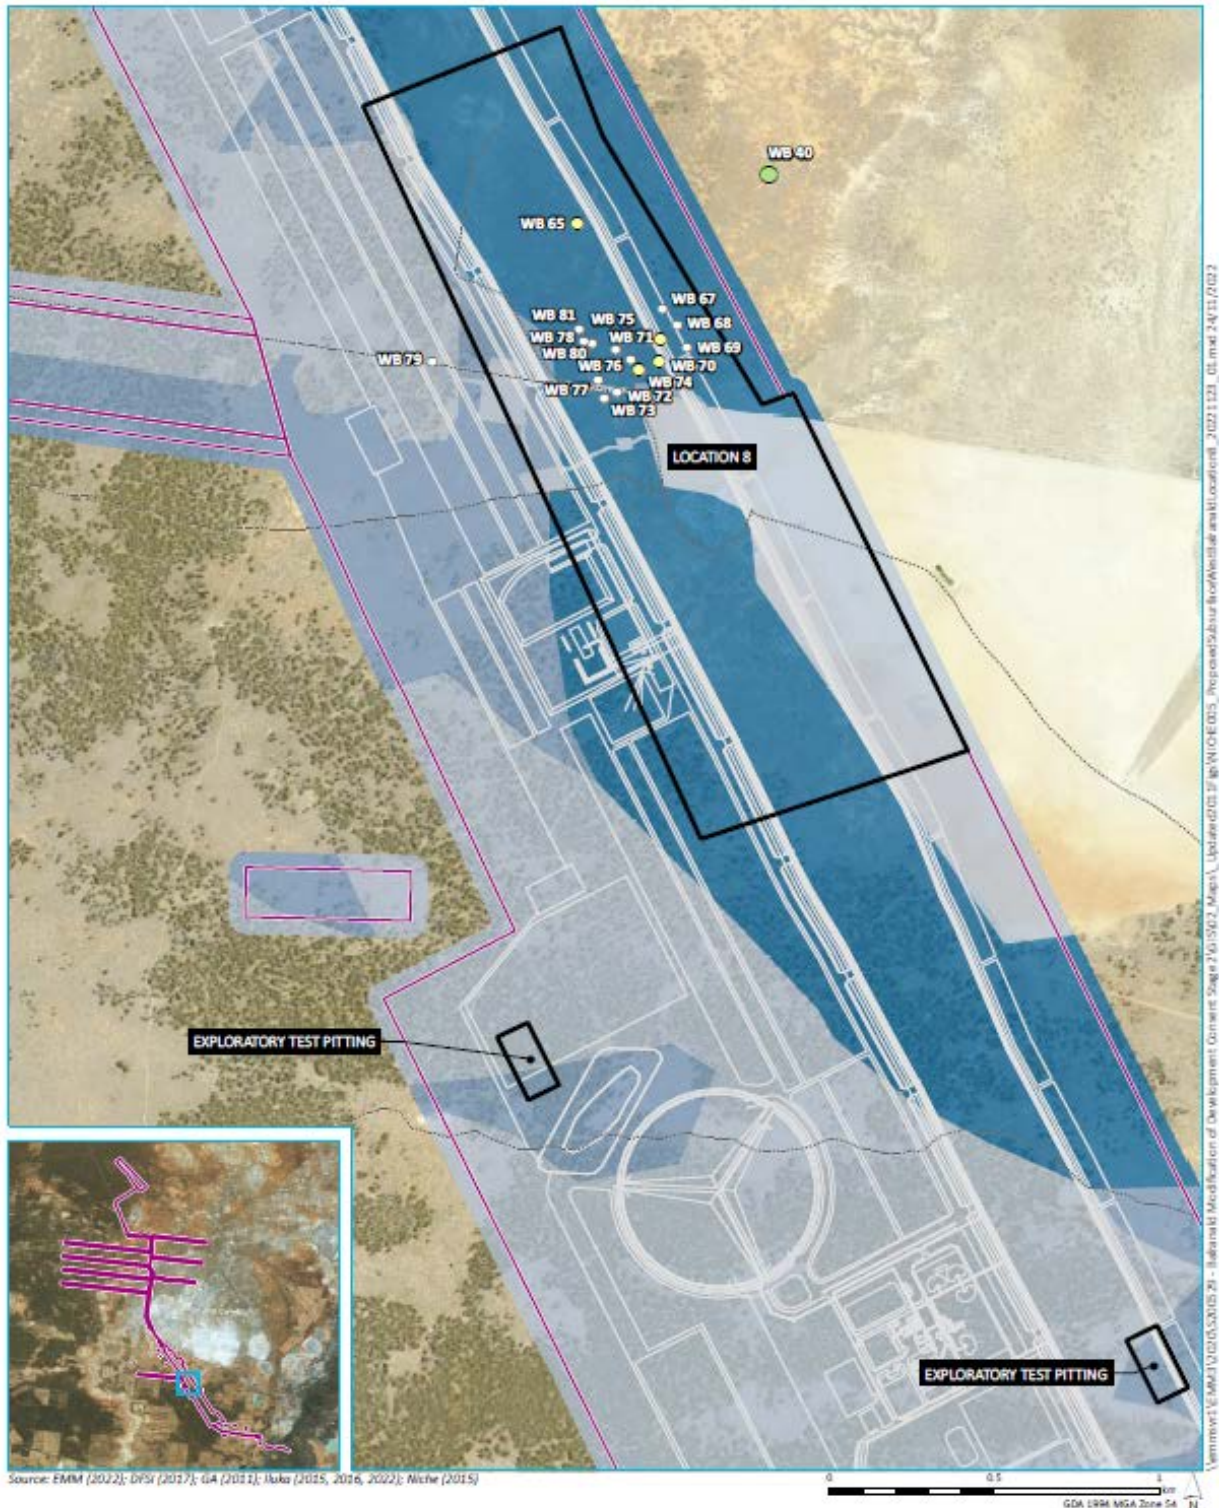 WB 40
WB 65
WB 67
WB 81
WB 75
WB 68
WB 78
WB 71
WB 69
WB 80
WB 79
WB 76
WB 70
WB 74
WB 77
WB 72
WB 73
LOCATION 8
EXPLORATORY TEST PITTING
EXPLORATORY TEST PITTING
Source: EMM (2022); DFSI (2017); GA (2011); Iluka (2015, 2016, 2022); Niche (2015)
0 0.5 1
km
GDA 1994 MGA Zone 54 N